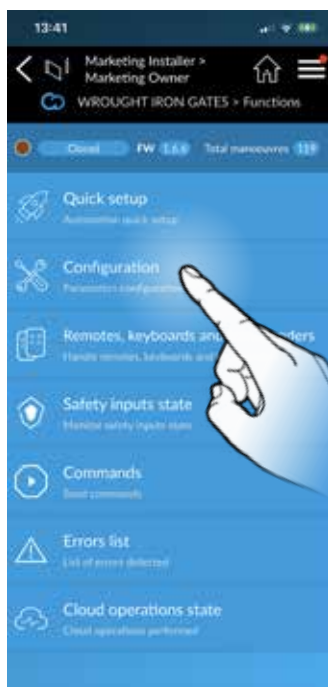 13:41
Marketing Installer >
Marketing Owner
WROUGHT IRON GATES > Functions
Closed FW 1.6.6 Total manoeuvres 119
Quick setup
Automation quick setup
Configuration
Parameters configuration
Remotes, keyboards and
Handle remotes, keyboards and
Safety inputs state
Monitor safety inputs state
Commands
Send commands
Errors list
List of errors detected
Cloud operations state
Cloud operations performed